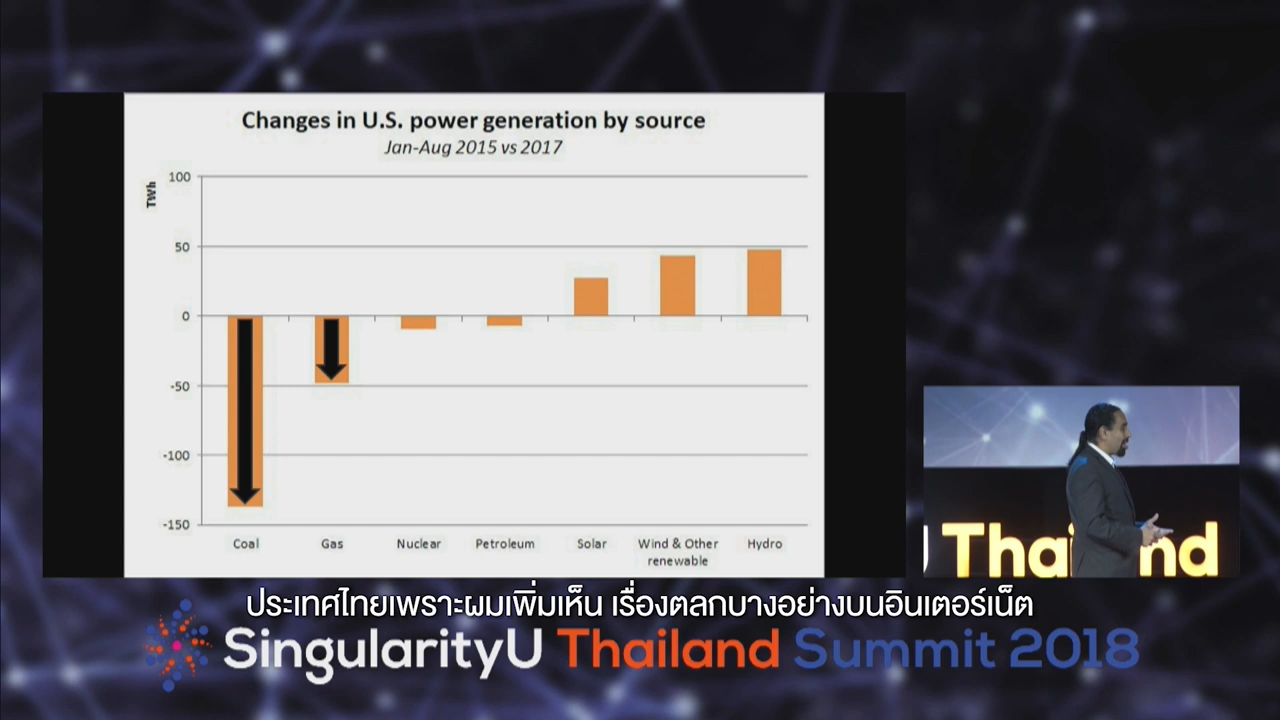 Changes in U.S. power generation by source
Jan-Aug 2015 vs 2017
TWh
100
50
0
-50
-100
-150
Coal
Gas
Nuclear
Petroleum
Solar
Wind & Other
renewable
Hydro
U Thailand
ประเทศไทยเพราะผมเพิ่มเห็น เรื่องตลกบางอย่างบนอินเตอร์เน็ต
SingularityU Thailand Summit 2018